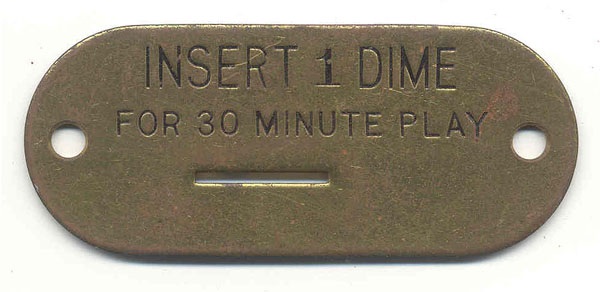 INSERT 1 DIME
FOR 30 MINUTE PLAY